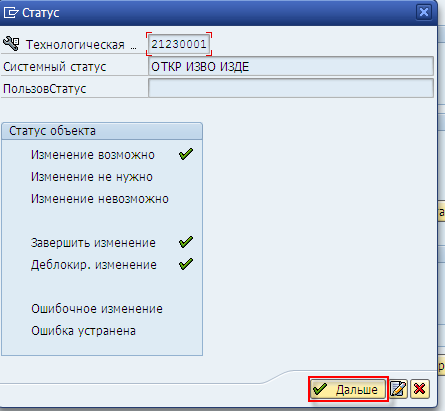 Статус
Технологическая ... 21230001
Системный статус ОТКР ИЗВО ИЗДЕ
ПользовСтатус
Статус объекта
Изменение возможно
Изменение не нужно
Изменение невозможно
Завершить изменение
Деблокир. изменение
Ошибочное изменение
Ошибка устранена
Дальше